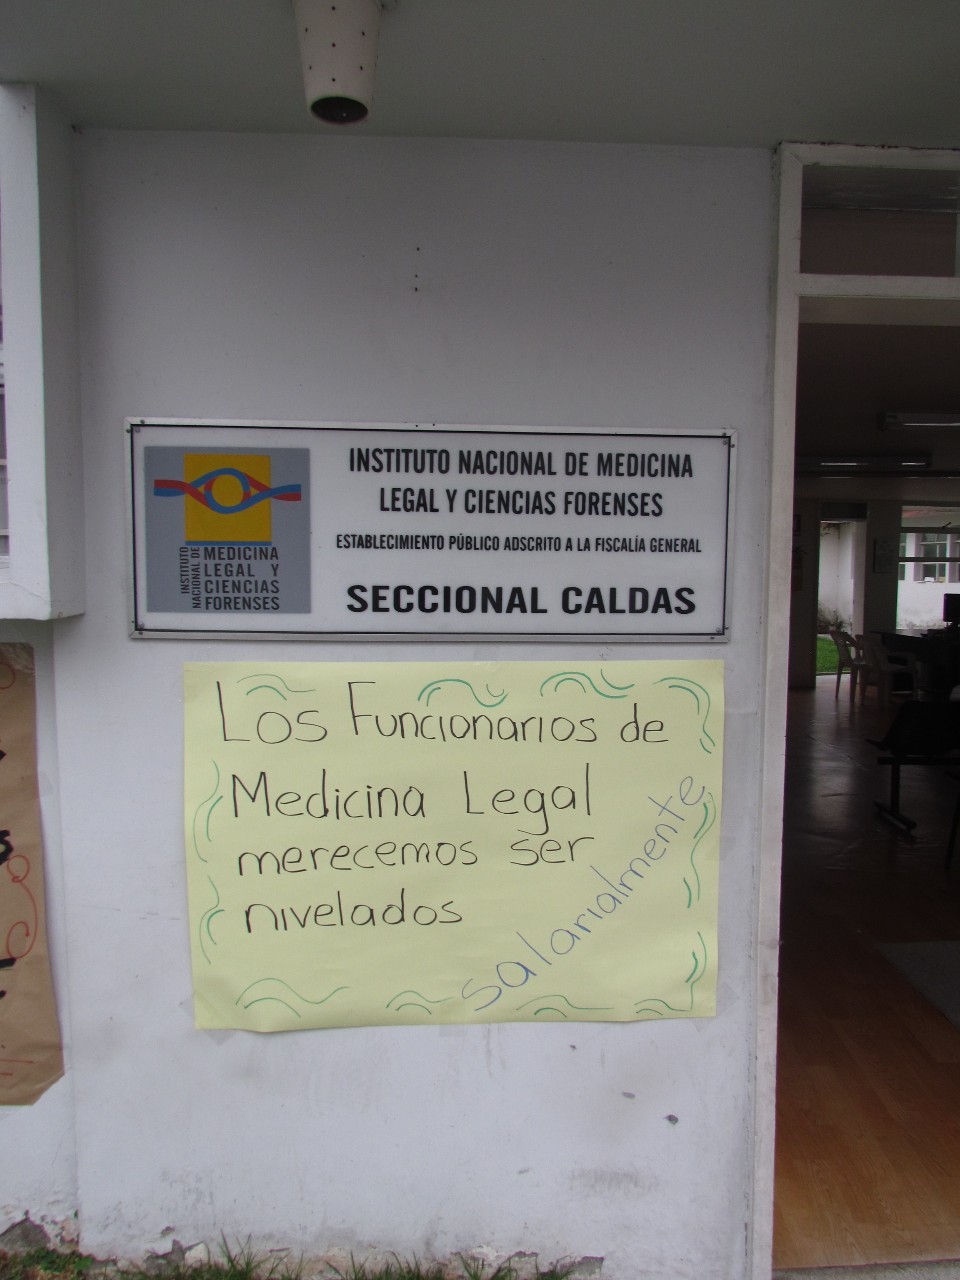 INSTITUTO NACIONAL DE MEDICINA
LEGAL Y CIENCIAS FORENSES
ESTABLECIMIENTO PÚBLICO ADSCRITO A LA FISCALÍA GENERAL
SECCIONAL CALDAS
INSTITUTO
NACIONAL DE
MEDICINA
LEGAL Y
CIENCIAS
FORENSES
Los Funcionarios de
Medicina Legal
merecemos ser
nivelados
salarialmente